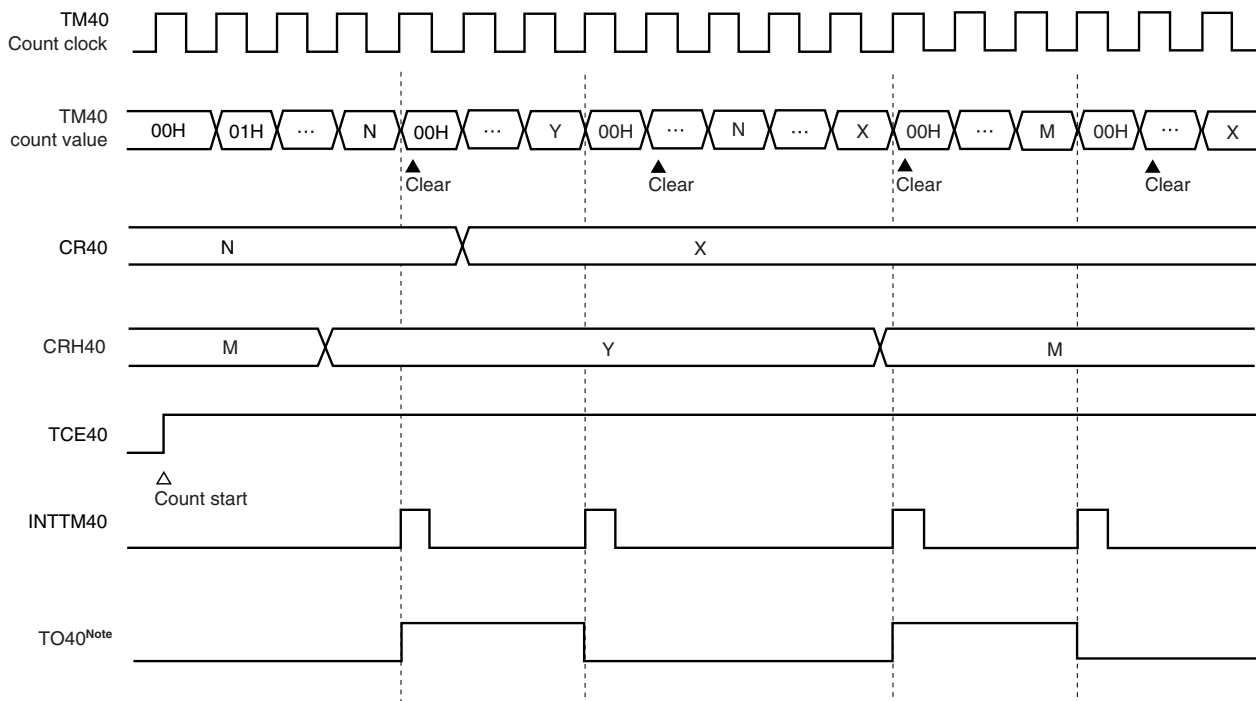 TM40
Count clock
TM40
count value
00H 01H ... N 00H ... Y 00H ... N ... X 00H ... M 00H ... X
Clear Clear Clear Clear
CR40
N X
CRH40
M Y M
TCE40
Count start
INTTM40
TO40Note